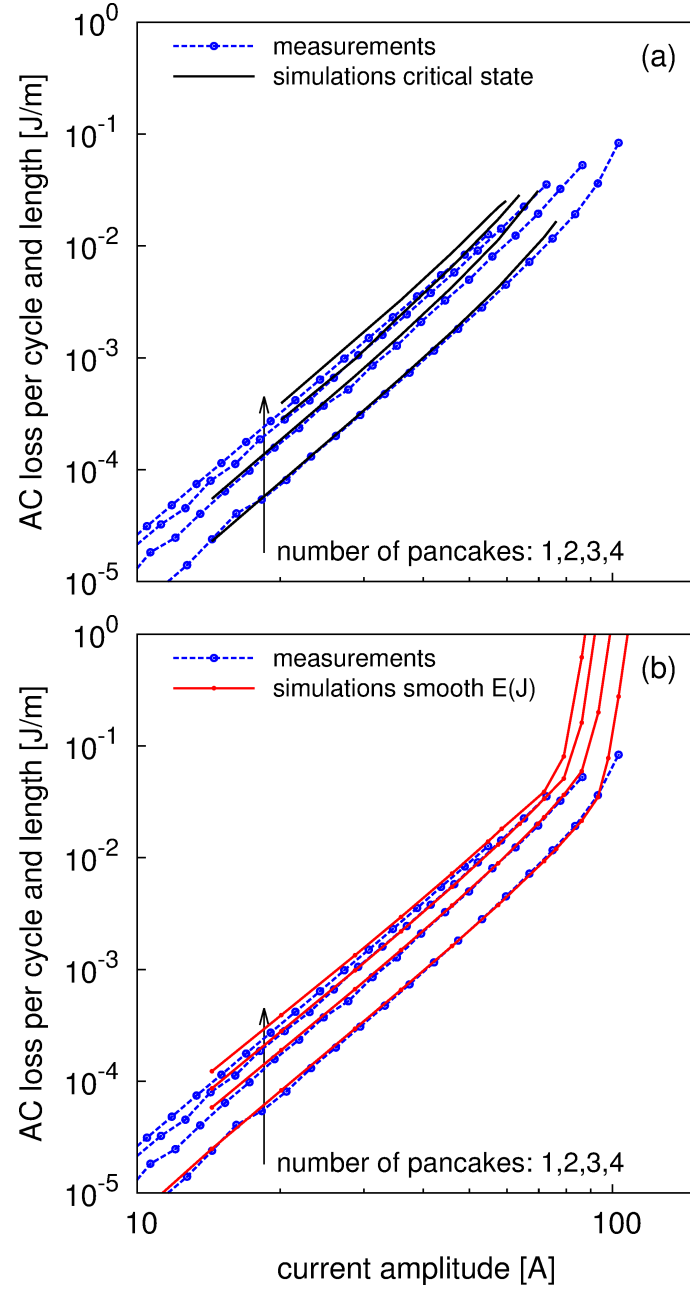 (a)
measurements
simulations critical state
AC loss per cycle and length [J/m]
10^0
10^-1
10^-2
10^-3
10^-4
10^-5
number of pancakes: 1,2,3,4
(b)
measurements
simulations smooth E(J)
AC loss per cycle and length [J/m]
10^0
10^-1
10^-2
10^-3
10^-4
10^-5
number of pancakes: 1,2,3,4
10
100
current amplitude [A]